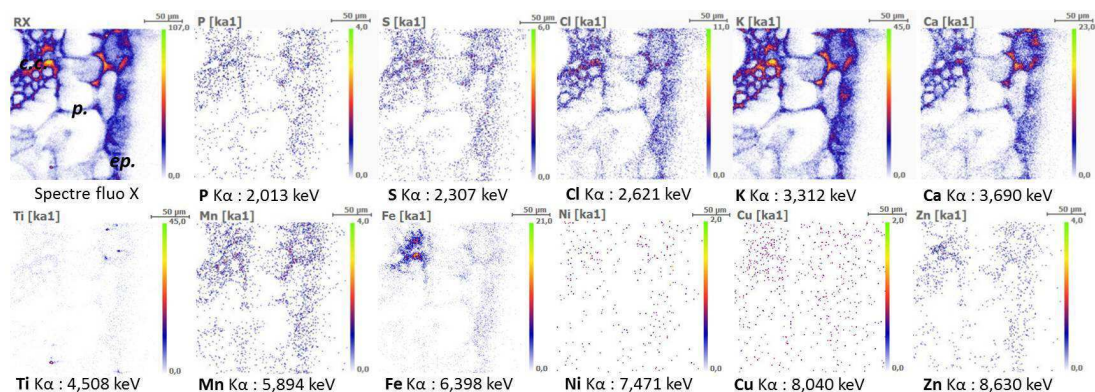 RX 50 µm
107,0
c.c.
p.
ep.
0,0
Spectre fluo X
P [ka1] 50 µm
4,0
0,0
P Kα : 2,013 keV
S [ka1] 50 µm
6,0
0,0
S Kα : 2,307 keV
Cl [ka1] 50 µm
11,0
0,0
Cl Kα : 2,621 keV
K [ka1] 50 µm
45,0
0,0
K Kα : 3,312 keV
Ca [ka1] 50 µm
23,0
0,0
Ca Kα : 3,690 keV
Ti [ka1] 50 µm
45,0
0,0
Ti Kα : 4,508 keV
Mn [ka1] 50 µm
4,0
0,0
Mn Kα : 5,894 keV
Fe [ka1] 50 µm
21,0
0,0
Fe Kα : 6,398 keV
Ni [ka1] 50 µm
2,0
0,0
Ni Kα : 7,471 keV
Cu [ka1] 50 µm
2,0
0,0
Cu Kα : 8,040 keV
Zn [ka1] 50 µm
4,0
0,0
Zn Kα : 8,630 keV